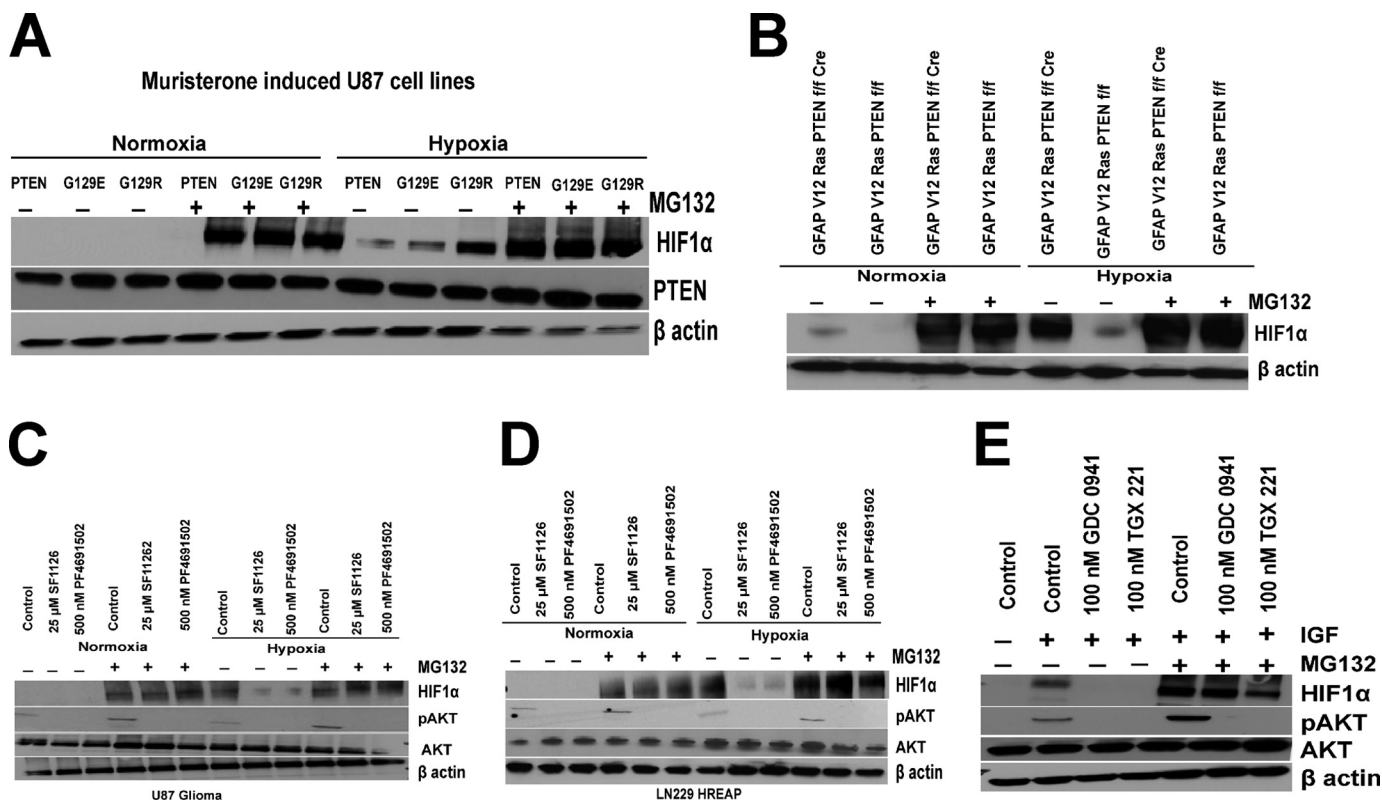 A
Muristerone induced U87 cell lines
Normoxia Hypoxia
PTEN G129E G129R PTEN G129E G129R PTEN G129E G129R PTEN G129E G129R
– – – + + + – – – + + + MG132
HIF1α
PTEN
β actin
B
GFAP V12 Ras PTEN f/f Cre
GFAP V12 Ras PTEN f/f
GFAP V12 Ras PTEN f/f Cre
GFAP V12 Ras PTEN f/f
GFAP V12 Ras PTEN f/f Cre
GFAP V12 Ras PTEN f/f
GFAP V12 Ras PTEN f/f Cre
GFAP V12 Ras PTEN f/f
Normoxia Hypoxia
– – + + – – + + MG132
HIF1α
β actin
C
Control
25 µM SF1126
500 nM PF4691502
Control
25 µM SF11262
500 nM PF4691502
Control
25 µM SF1126
500 nM PF4691502
Control
25 µM SF1126
500 nM PF4691502
Normoxia Hypoxia
– – – + + + – – – + + + MG132
HIF1α
pAKT
AKT
β actin
U87 Glioma
D
Control
25 µM SF1126
500 nM PF4691502
Control
25 µM SF1126
500 nM PF4691502
Control
25 µM SF1126
500 nM PF4691502
Control
25 µM SF1126
500 nM PF4691502
Normoxia Hypoxia
– – – + + + – – – + + + MG132
HIF1α
pAKT
AKT
β actin
LN229 HREAP
E
Control
Control
100 nM GDC 0941
100 nM TGX 221
Control
100 nM GDC 0941
100 nM TGX 221
– + + + + + + IGF
– – – – + + + MG132
HIF1α
pAKT
AKT
β actin